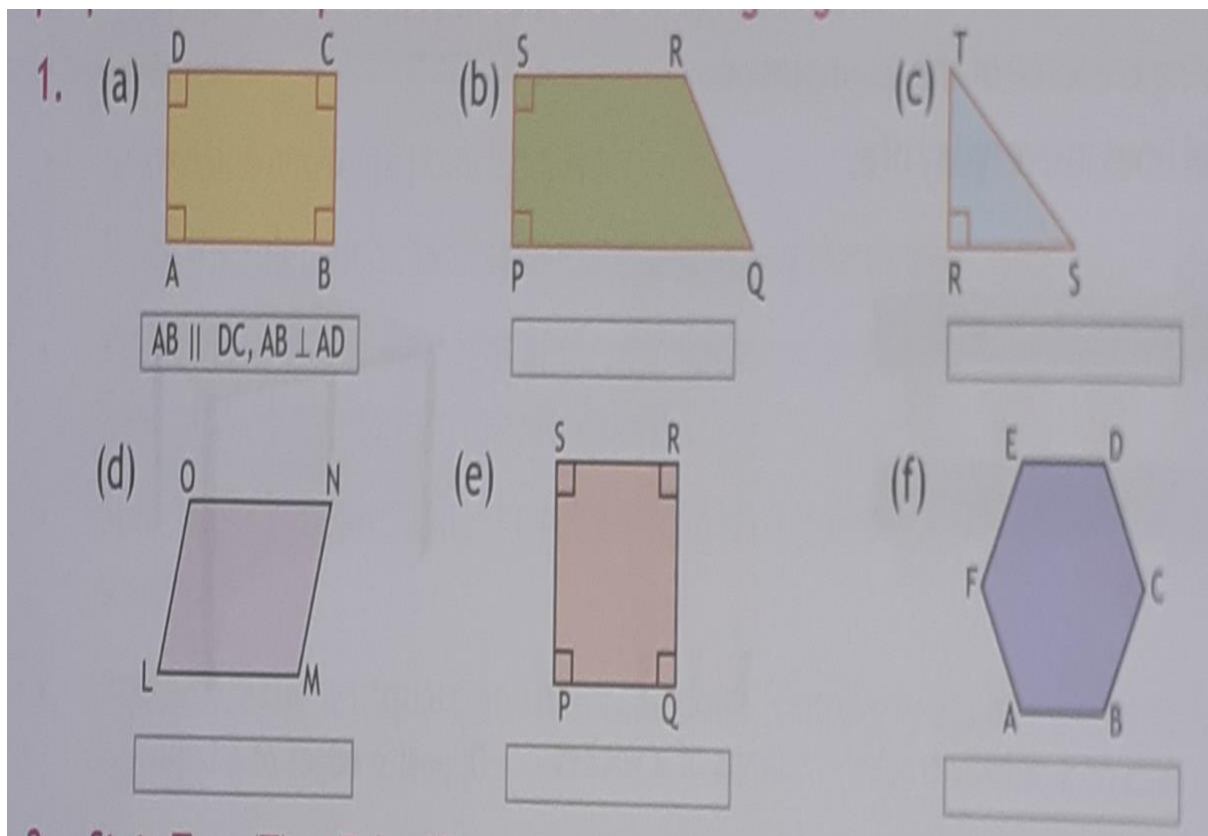 1. (a) D C (b) S R (c) T
A B P Q R S
AB || DC, AB ⊥ AD
(d) O N (e) S R (f) E D
F C
L M P Q A B